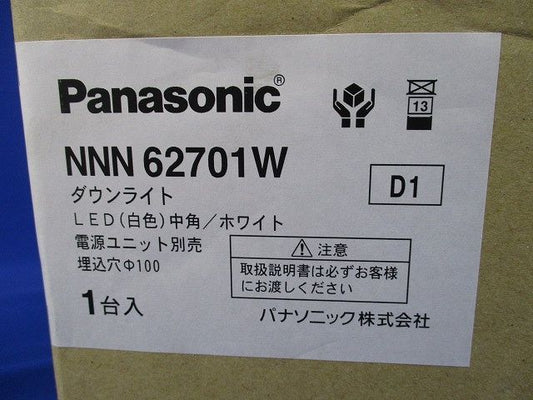 Panasonic®
13
NNN 62701W
D1
ダウンライト
LED(白色)中角/ホワイト
電源ユニット別売
埋込穴Φ100
1台入
⚠注意
取扱説明書は必ずお客様
にお渡しください
パナソニック株式会社